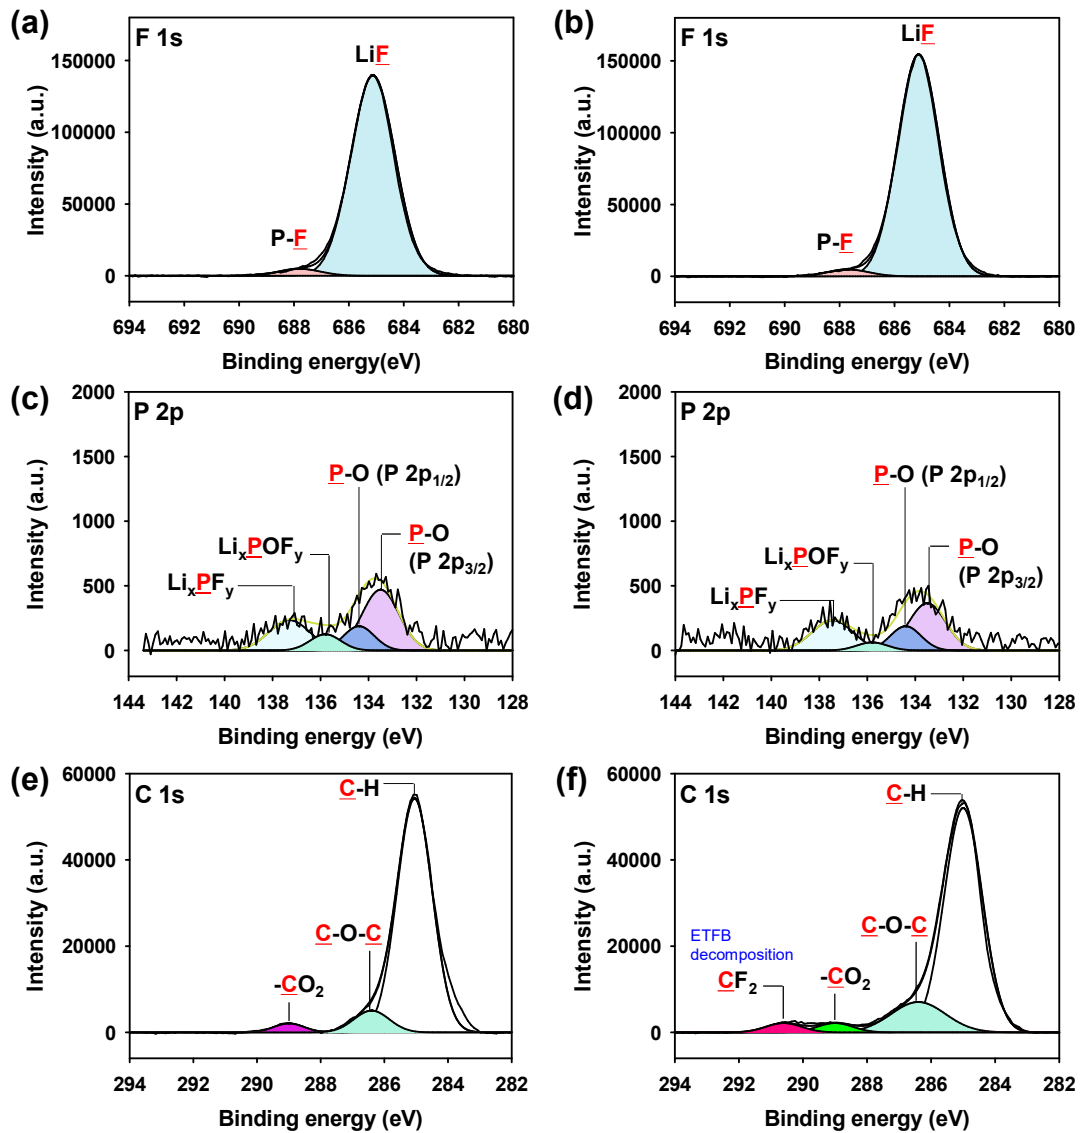 (a)
F 1s
LiF
P-F
150000
100000
50000
0
Intensity (a.u.)
694 692 690 688 686 684 682 680
Binding energy(eV)
(b)
F 1s
LiF
P-F
150000
100000
50000
0
Intensity (a.u.)
694 692 690 688 686 684 682 680
Binding energy (eV)
(c)
P 2p
P-O (P 2p1/2)
P-O
(P 2p3/2)
LixPOFy
LixPFy
2000
1500
1000
500
0
Intensity (a.u.)
144 142 140 138 136 134 132 130 128
Binding energy (eV)
(d)
P 2p
P-O (P 2p1/2)
P-O
(P 2p3/2)
LixPOFy
LixPFy
2000
1500
1000
500
0
Intensity (a.u.)
144 142 140 138 136 134 132 130 128
Binding energy (eV)
(e)
C 1s
C-H
C-O-C
-CO2
60000
40000
20000
0
Intensity (a.u.)
294 292 290 288 286 284 282
Binding energy (eV)
(f)
C 1s
C-H
C-O-C
ETFB
decomposition
CF2
-CO2
60000
40000
20000
0
Intensity (a.u.)
294 292 290 288 286 284 282
Binding energy (eV)